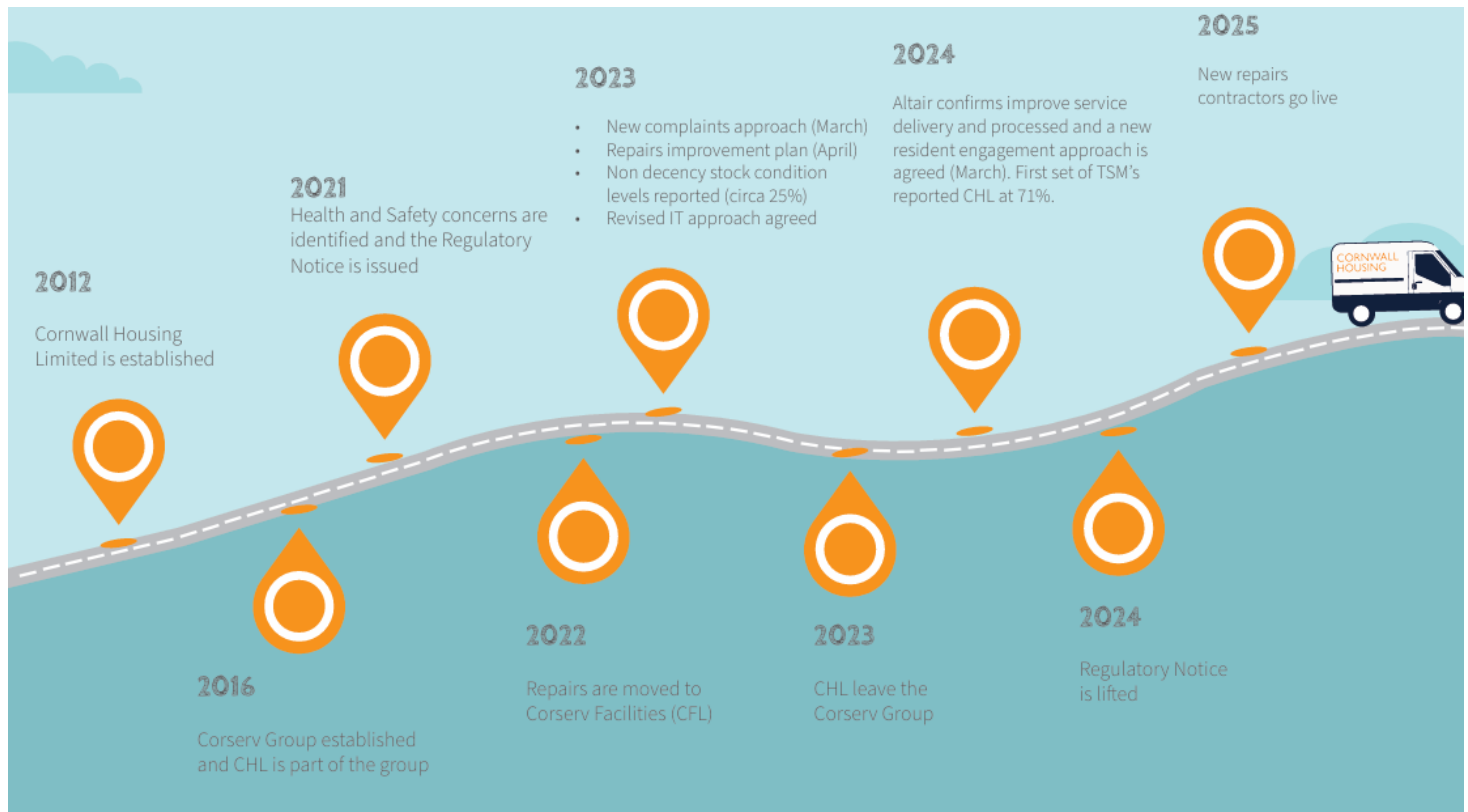 2012
Cornwall Housing
Limited is established
2016
Corserv Group established
and CHL is part of the group
2021
Health and Safety concerns are
identified and the Regulatory
Notice is issued
2022
Repairs are moved to
Corserv Facilities (CFL)
2023
• New complaints approach (March)
• Repairs improvement plan (April)
• Non decency stock condition
levels reported (circa 25%)
• Revised IT approach agreed
2023
CHL leave the
Corserv Group
2024
Altair confirms improve service
delivery and processed and a new
resident engagement approach is
agreed (March). First set of TSM's
reported CHL at 71%.
2024
Regulatory Notice
is lifted
2025
New repairs
contractors go live
CORNWALL
HOUSING